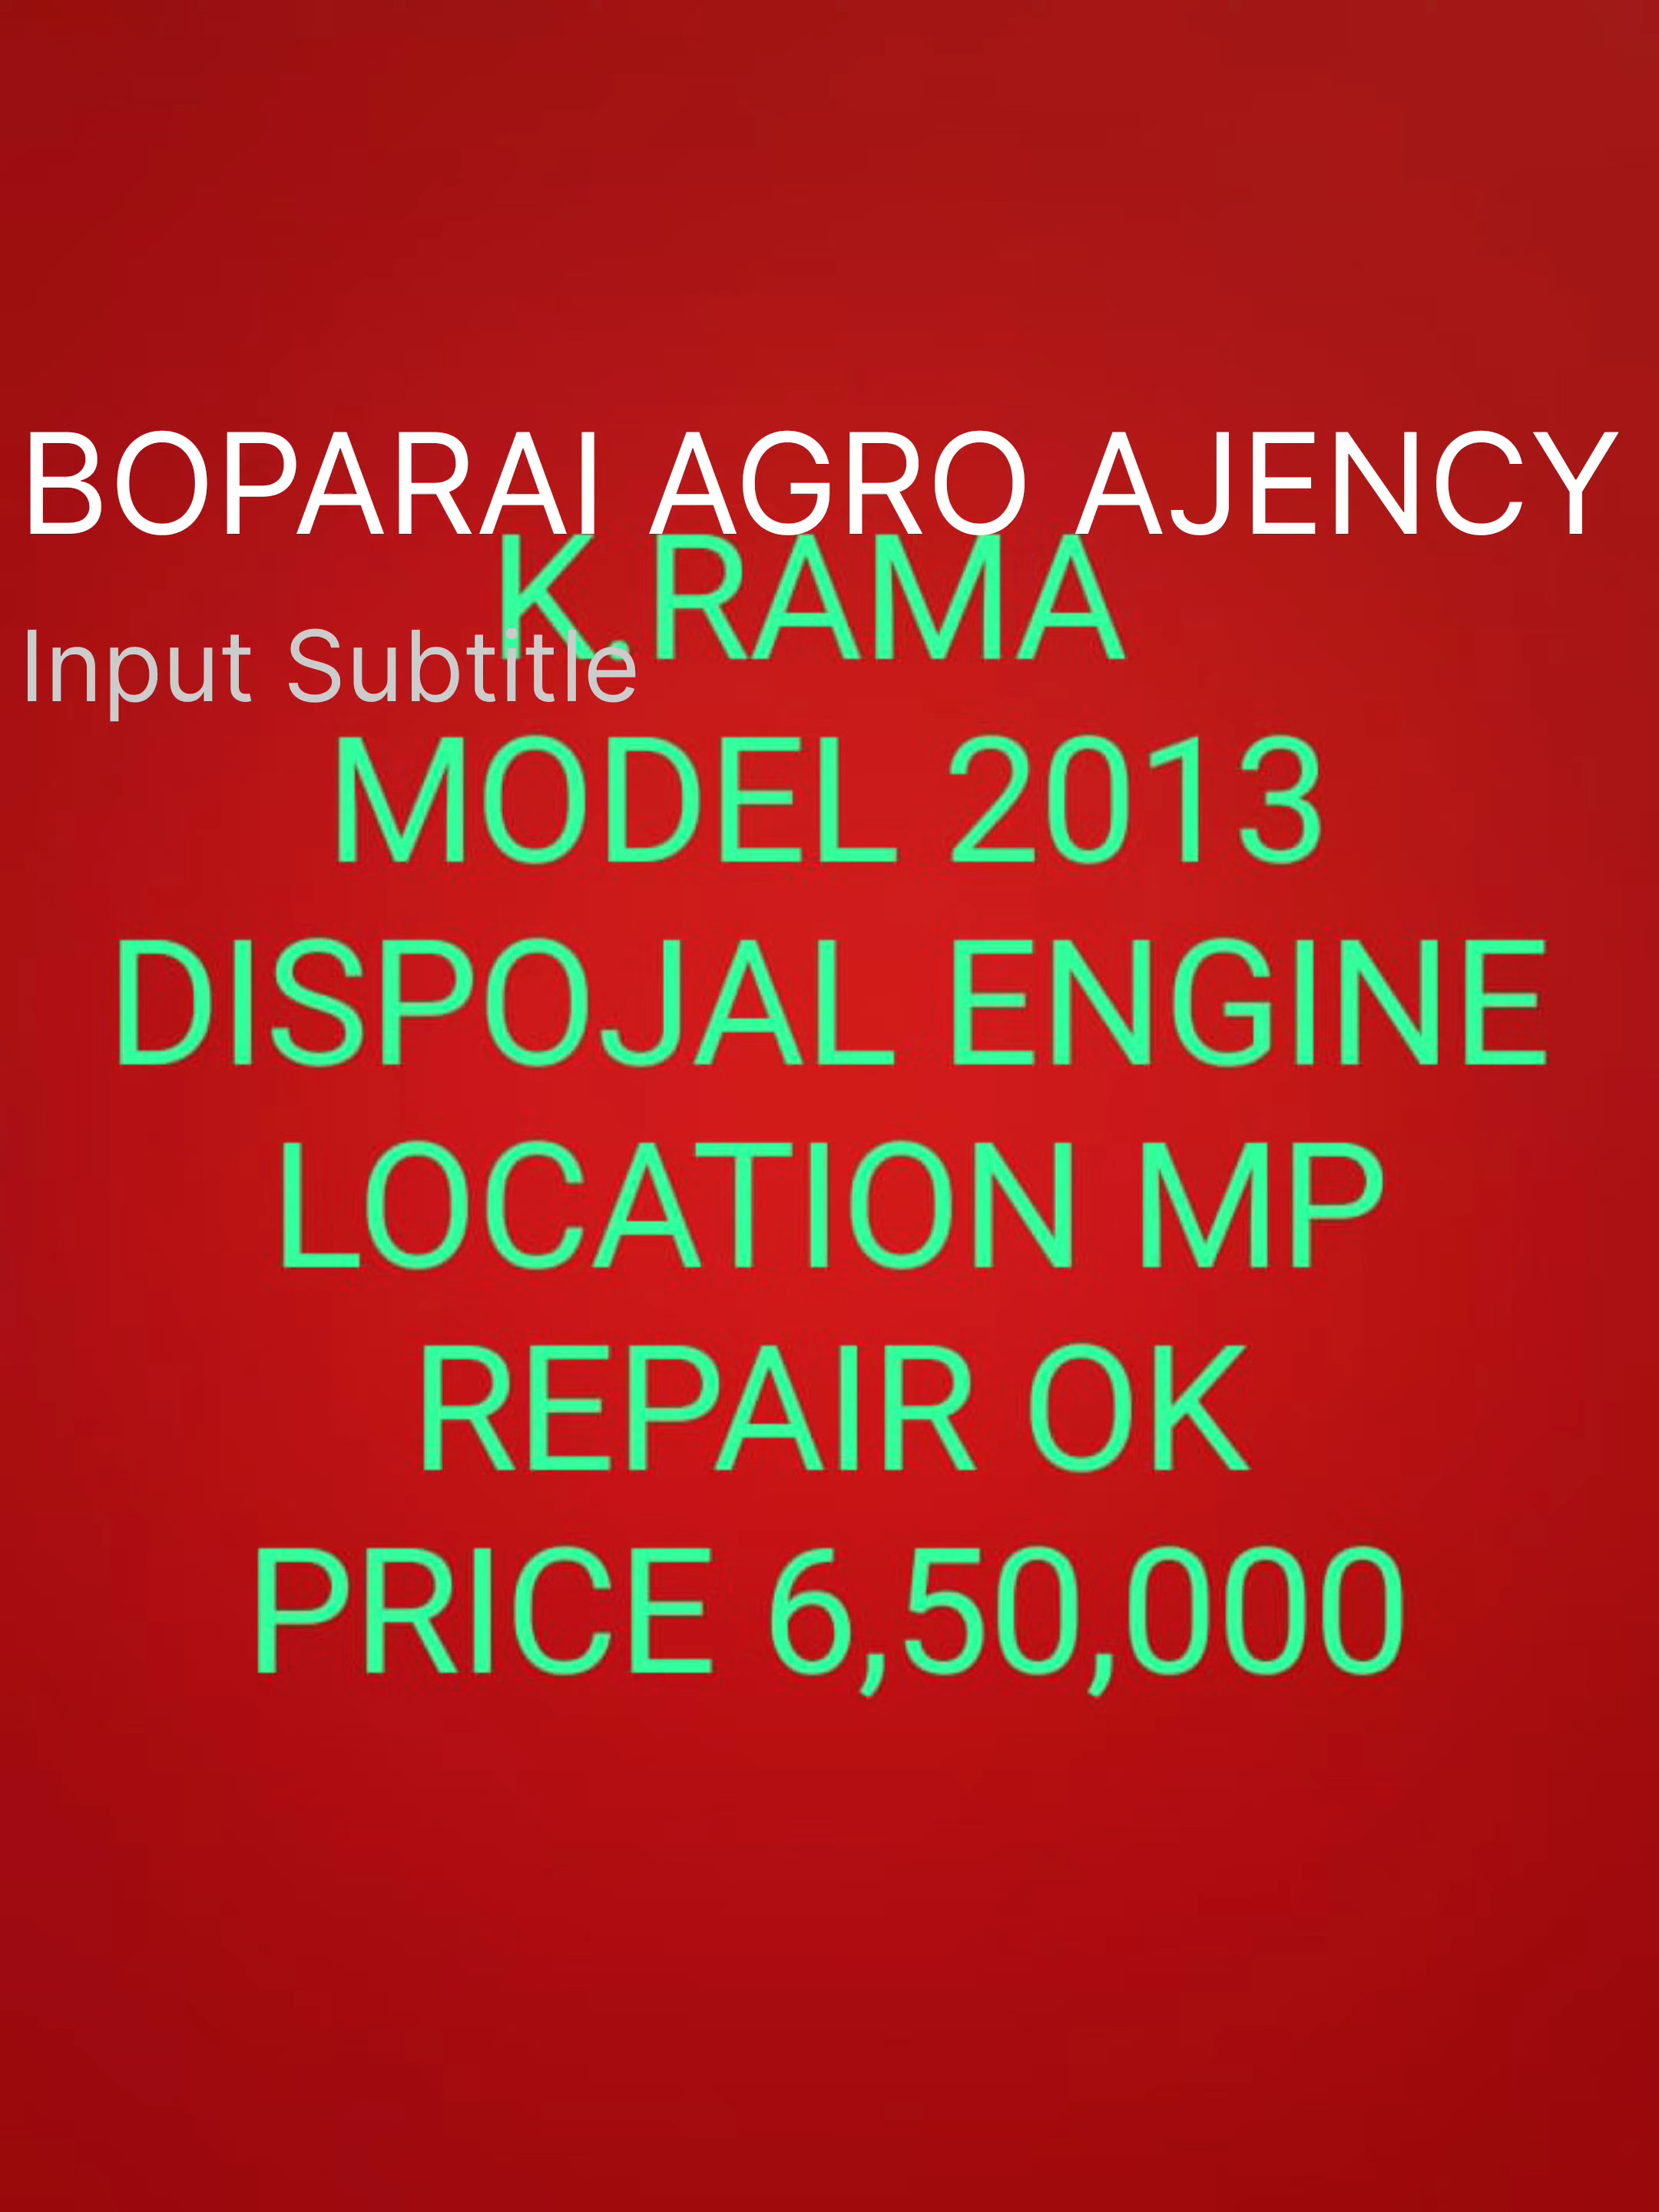 BOPARAI AGRO AJENCY
K. RAMA
Input Subtitle
MODEL 2013
DISPOJAL ENGINE
LOCATION MP
REPAIR OK
PRICE 6,50,000